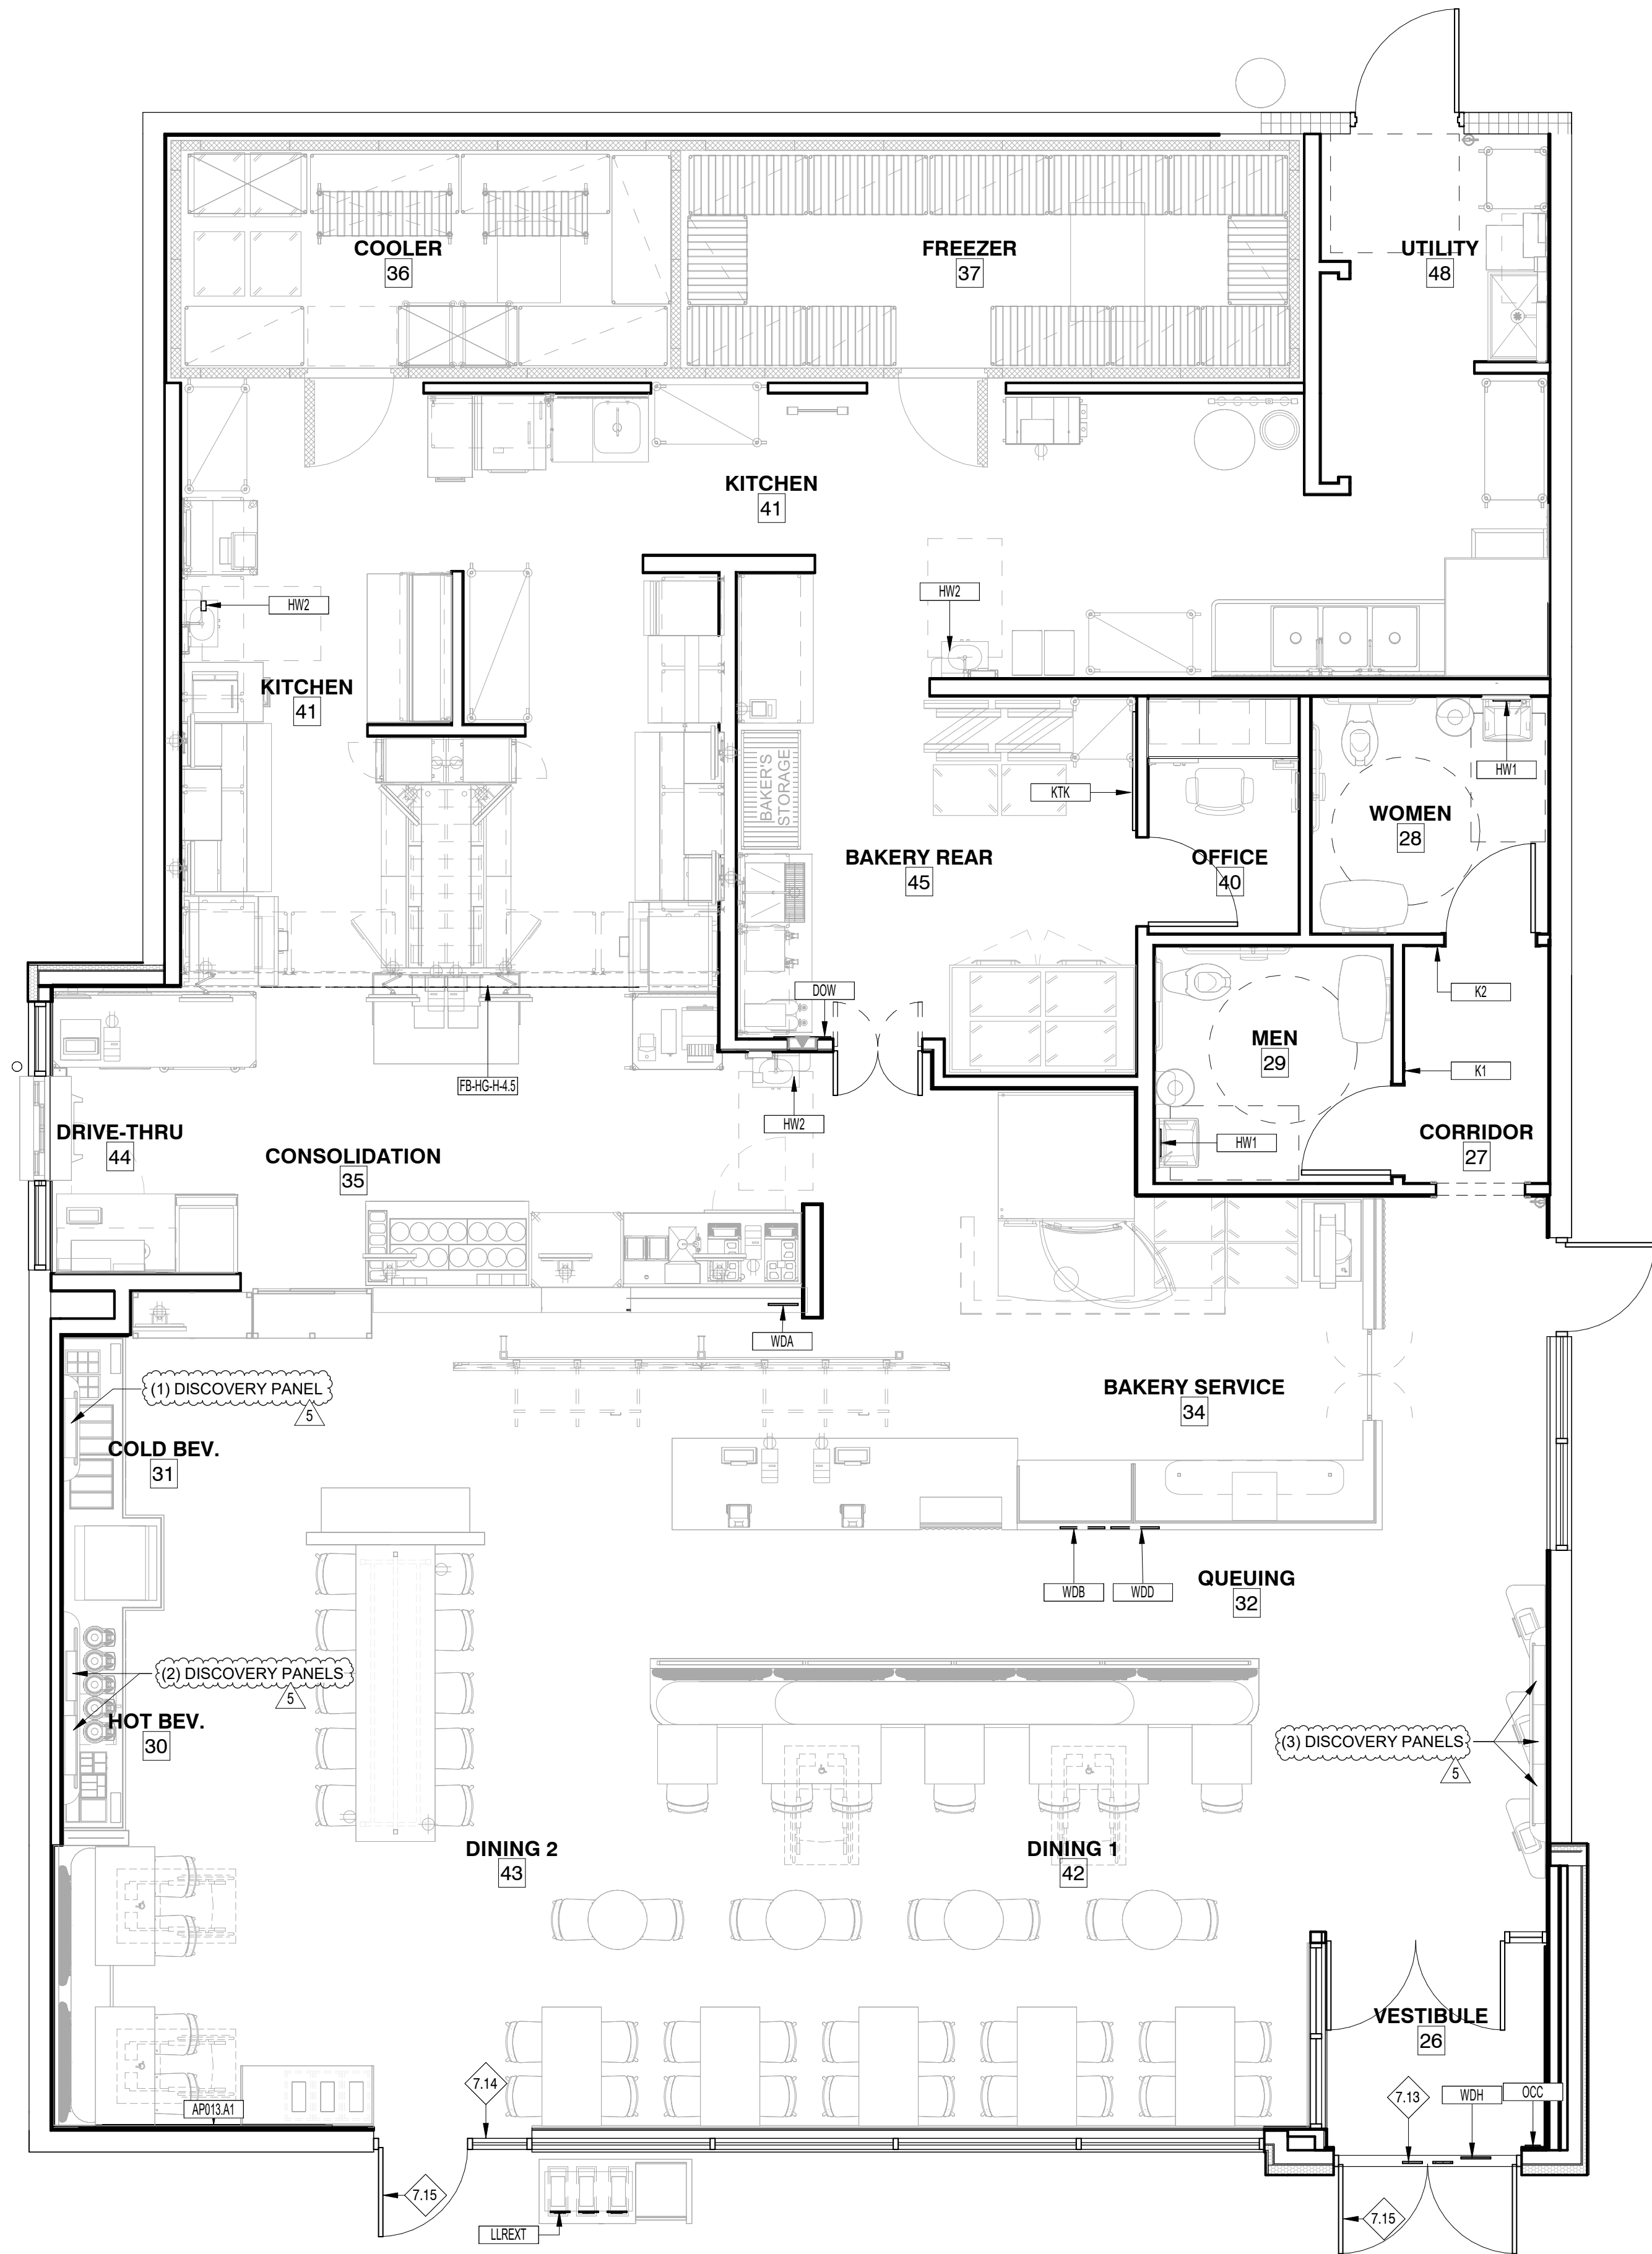 COOLER
36
FREEZER
37
UTILITY
48
KITCHEN
41
HW2
HW2
KITCHEN
41
BAKER'S
STORAGE
KTK
HW1
WOMEN
28
BAKERY REAR
45
OFFICE
40
DOW
K2
MEN
29
K1
FB-HG-H-4.5
HW2
HW1
DRIVE-THRU
44
CONSOLIDATION
35
CORRIDOR
27
WDA
(1) DISCOVERY PANEL
5
BAKERY SERVICE
34
COLD BEV.
31
WDB
WDD
QUEUING
32
(2) DISCOVERY PANELS
5
HOT BEV.
30
(3) DISCOVERY PANELS
5
DINING 2
43
DINING 1
42
VESTIBULE
26
7.14
7.13
WDH
OCC
AP013.A1
7.15
7.15
LLREXT